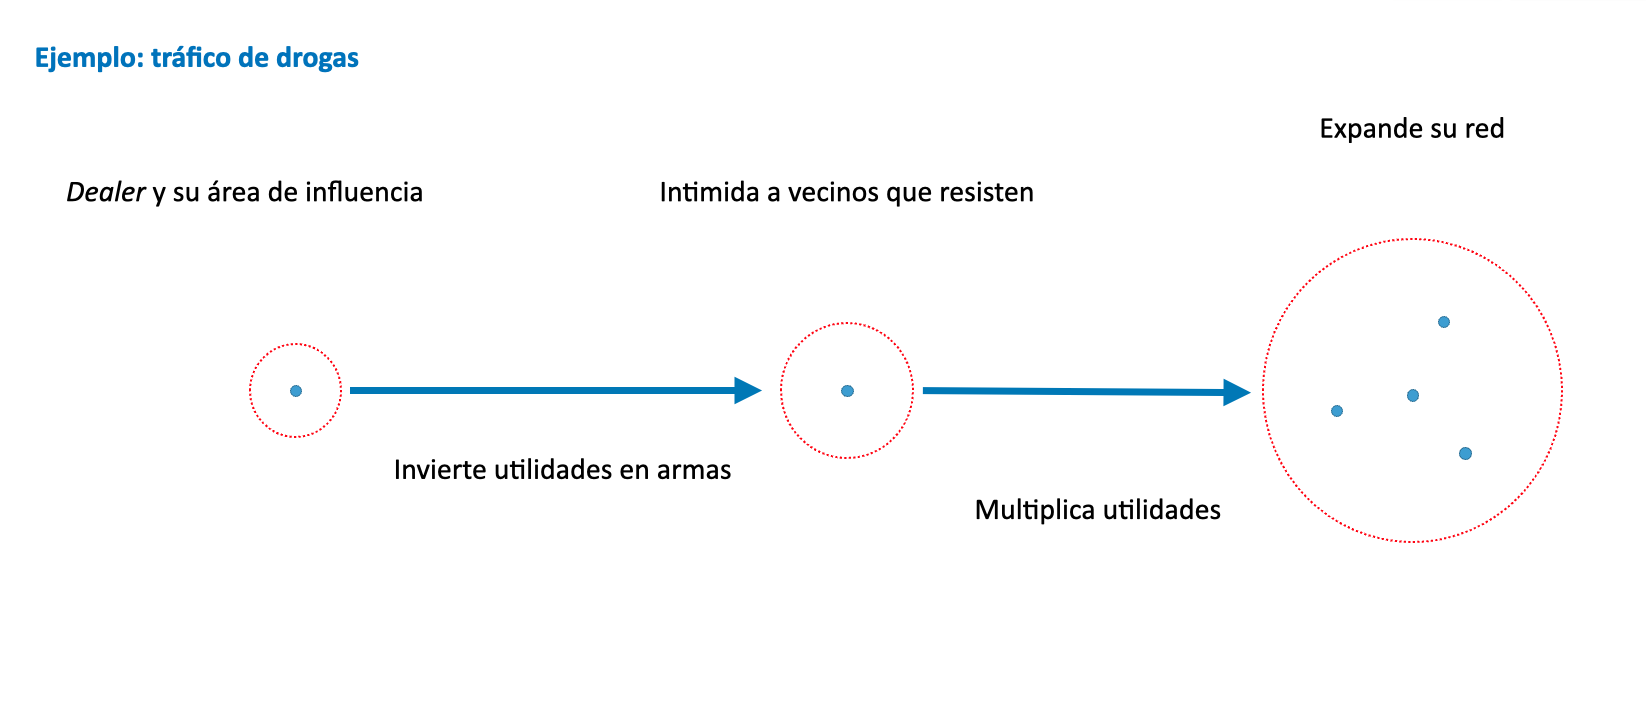 Ejemplo: tráfico de drogas
Expande su red
Dealer y su área de influencia
Intimida a vecinos que resisten
Invierte utilidades en armas
Multiplica utilidades